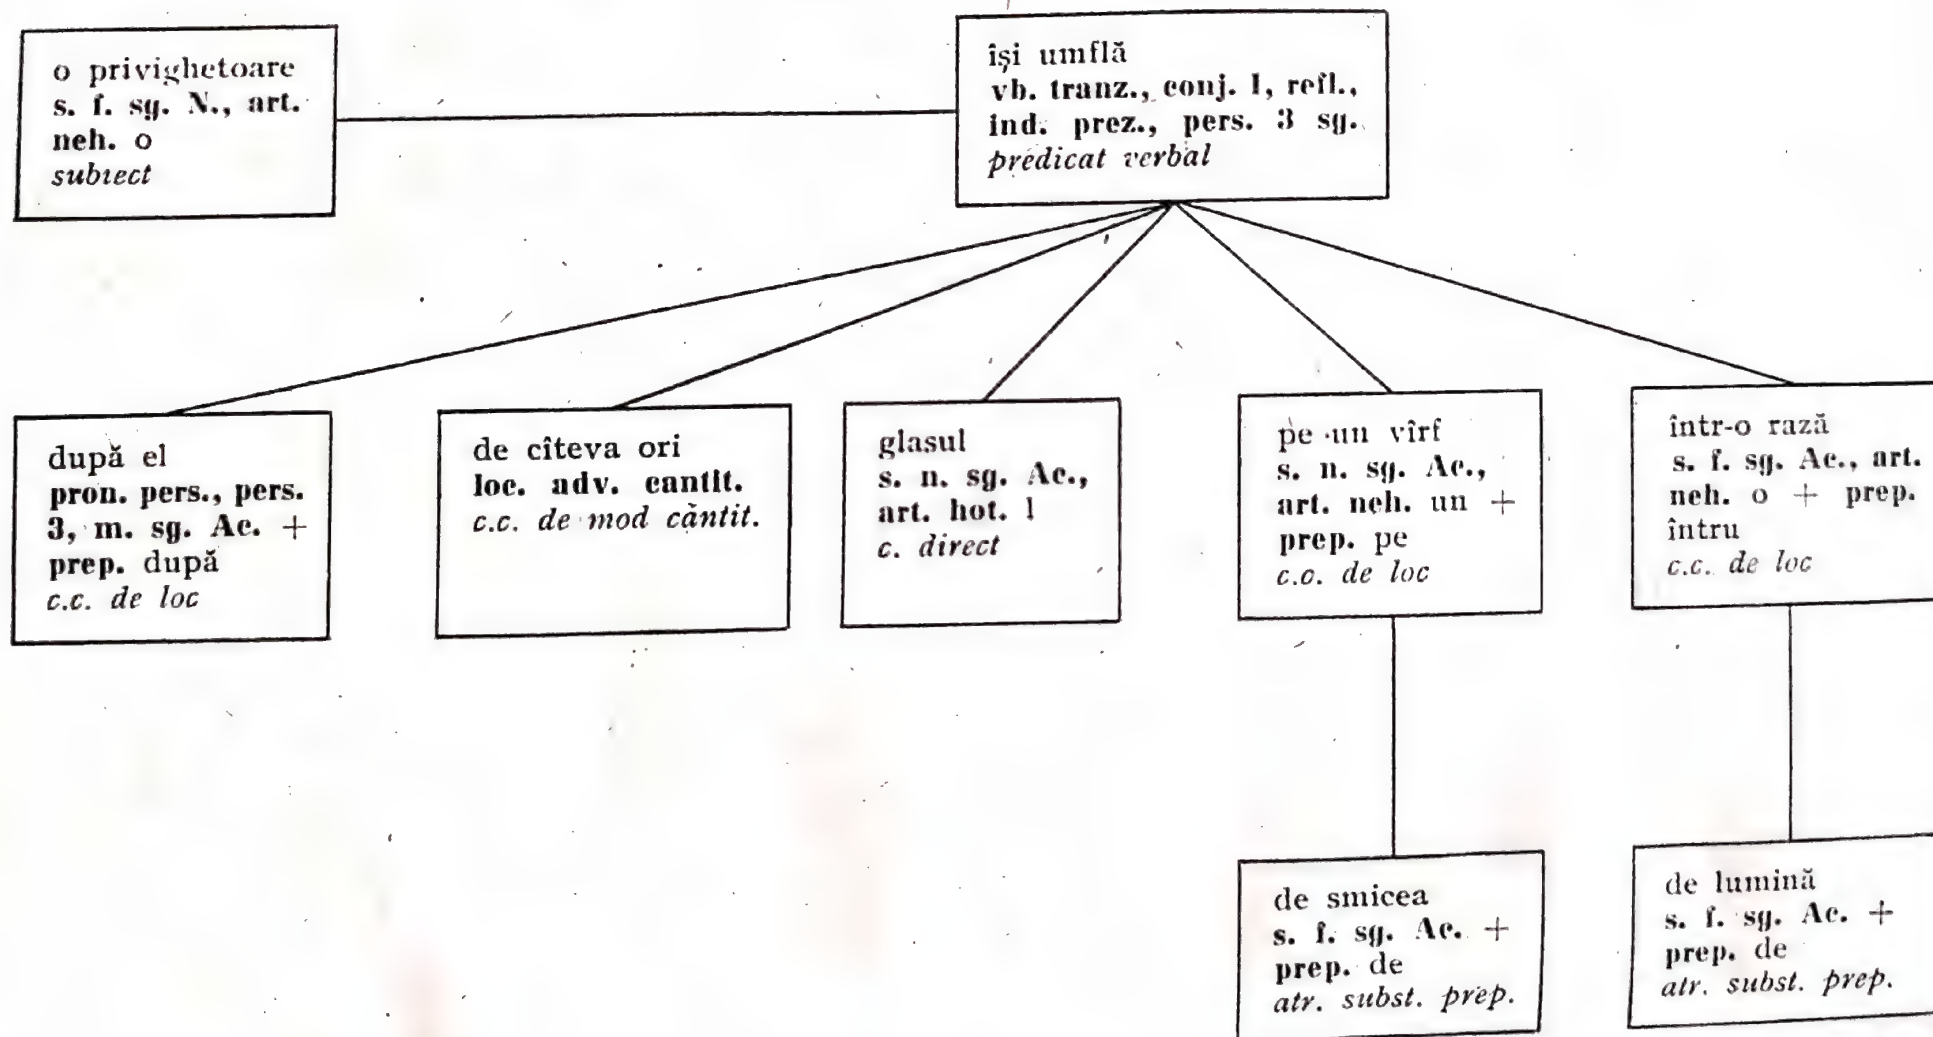 o privighetoare
s. f. sg. N., art.
neh. o
subiect
îşi umflă
vb. tranz., conj. I, refl.,
ind. prez., pers. 3 sg.
predicat verbal
după el
pron. pers., pers.
3, m. sg. Ac. +
prep. după
c.c. de loc
de cîteva ori
loc. adv. cantit.
c.c. de mod cantit.
glasul
s. n. sg. Ac.,
art. hot. l
c. direct
pe un vîrf
s. n. sg. Ac.,
art. neh. un +
prep. pe
c.c. de loc
într-o rază
s. f. sg. Ac., art.
neh. o + prep.
întru
c.c. de loc
de smicea
s. f. sg. Ac. +
prep. de
atr. subst. prep.
de lumină
s. f. sg. Ac. +
prep. de
atr. subst. prep.